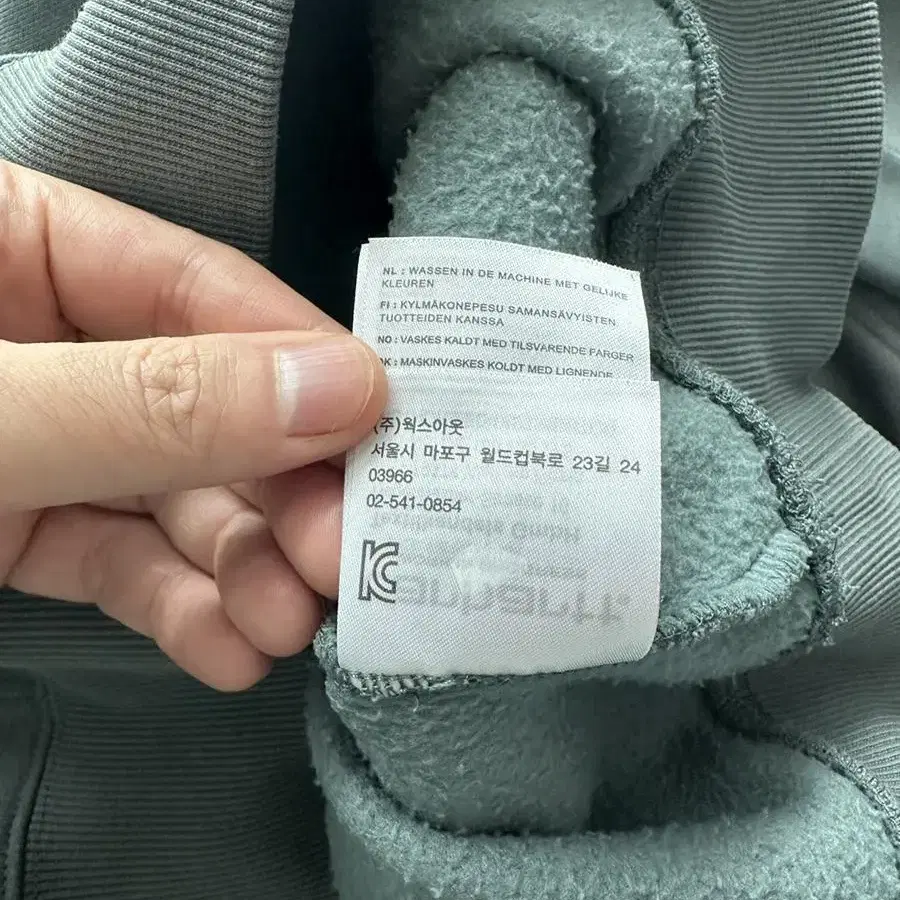 NL : WASSEN IN DE MACHINE MET GELIJKE
KLEUREN
FI : KYLMÄKONEPESU SAMANSÄVYISTEN
TUOTTEIDEN KANSSA
NO : VASKES KALDT MED TILSVARENDE FARGER
DK : MASKINVASKES KOLDT MED LIGNENDE
(주)웍스아웃
서울시 마포구 월드컵북로 23길 24
03966
02-541-0854